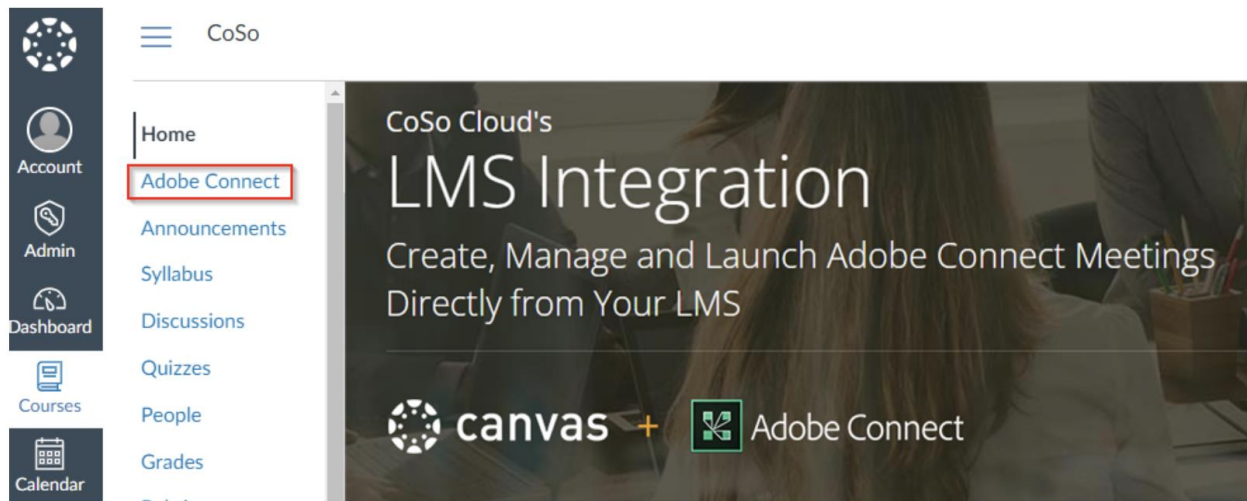 CoSo
Account
Admin
Dashboard
Courses
Calendar
Home
Adobe Connect
Announcements
Syllabus
Discussions
Quizzes
People
Grades
CoSo Cloud's
LMS Integration
Create, Manage and Launch Adobe Connect Meetings
Directly from Your LMS
canvas + Adobe Connect